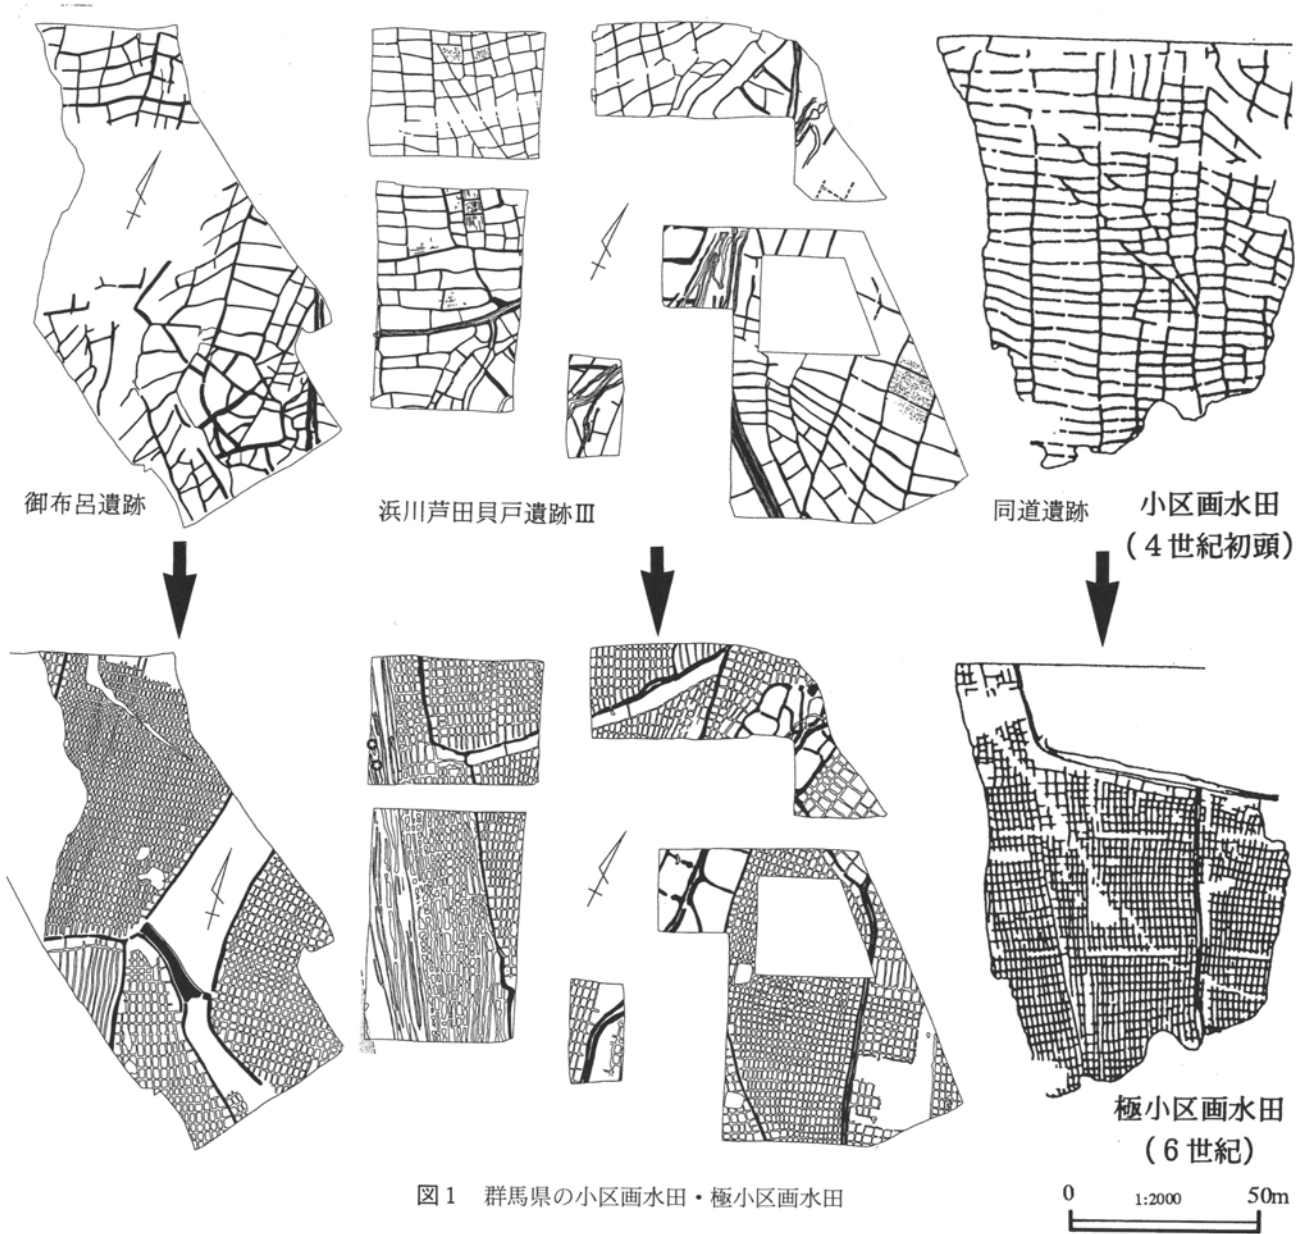 御布呂遺跡
浜川芦田貝戸遺跡Ⅲ
同道遺跡
小区画水田
(4世紀初頭)
極小区画水田
(6世紀)
図1 群馬県の小区画水田・極小区画水田
0 1:2000 50m